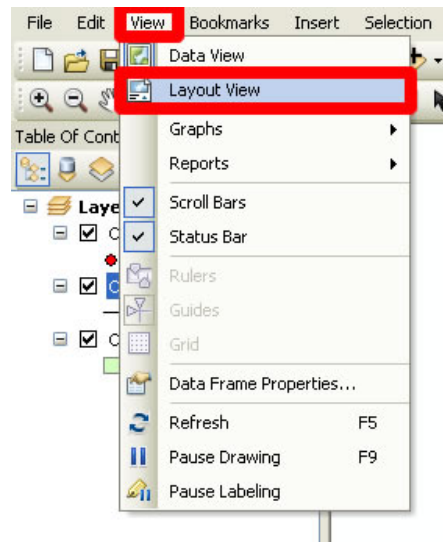 File Edit View Bookmarks Insert Selection
Data View
Layout View
Table Of Cont
Graphs
Reports
Laye
Scroll Bars
Status Bar
Rulers
Guides
Grid
Data Frame Properties...
Refresh F5
Pause Drawing F9
Pause Labeling